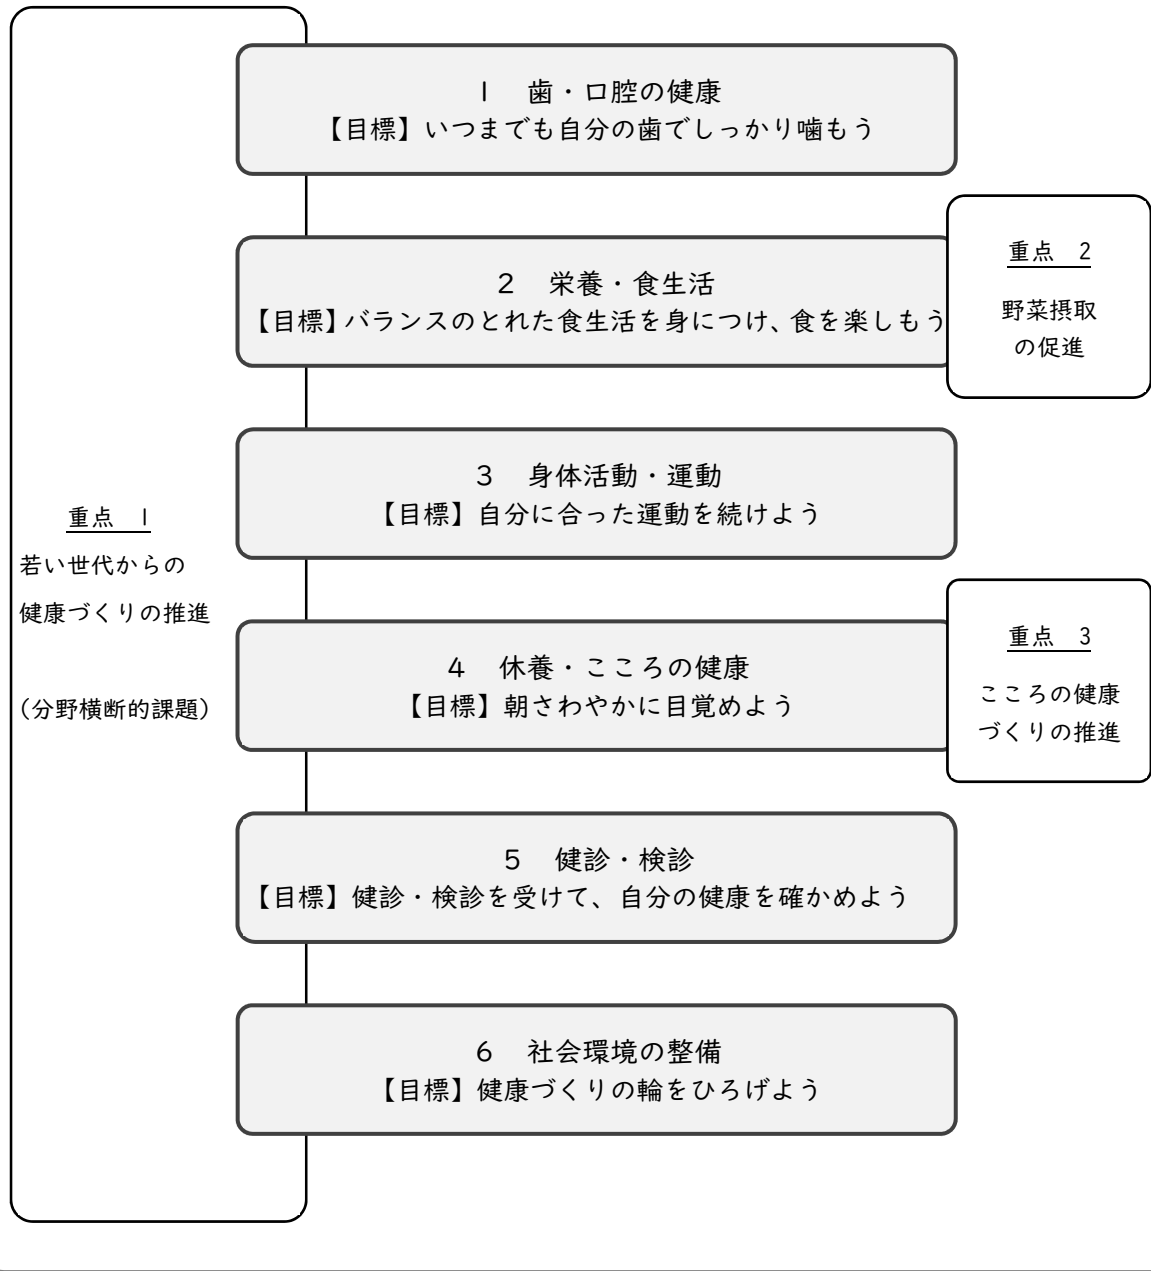 1　歯・口腔の健康
【目標】いつまでも自分の歯でしっかり噛もう
2　栄養・食生活
【目標】バランスのとれた食生活を身につけ、食を楽しもう
重点　2
野菜摂取
の促進
3　身体活動・運動
【目標】自分に合った運動を続けよう
重点　1
若い世代からの
健康づくりの推進
（分野横断的課題）
4　休養・こころの健康
【目標】朝さわやかに目覚めよう
重点　3
こころの健康
づくりの推進
5　健診・検診
【目標】健診・検診を受けて、自分の健康を確かめよう
6　社会環境の整備
【目標】健康づくりの輪をひろげよう